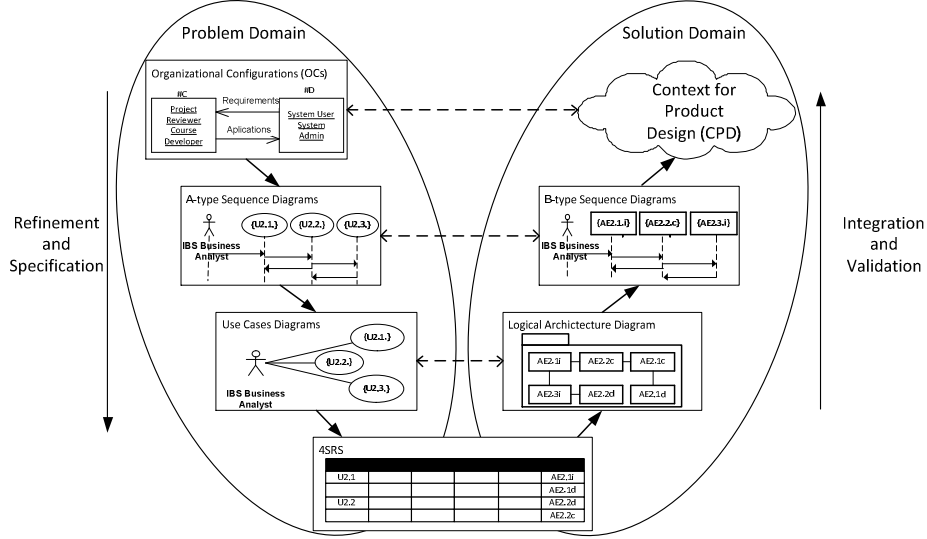 Problem Domain
Solution Domain
Organizational Configurations (OCs)
#C
#D
Project
Reviewer
Course
Developer
Requirements
Aplications
System User
System
Admin
Context for
Product
Design (CPD)
A-type Sequence Diagrams
{U2.1.}
{U2.2.}
{U2.3.}
IBS Business
Analyst
B-type Sequence Diagrams
{AE2.1.i}
{AE2.2.c}
{AE2.3.i}
IBS Business
Analyst
Refinement
and
Specification
Integration
and
Validation
Use Cases Diagrams
{U2.1.}
{U2.2.}
{U2.3.}
IBS Business
Analyst
Logical Archictecture Diagram
AE2.1i
AE2.2c
AE2.1c
AE2.3i
AE2.2d
AE2.1d
4SRS
U2.1
AE2.1i
AE2.1d
U2.2
AE2.2d
AE2.2c